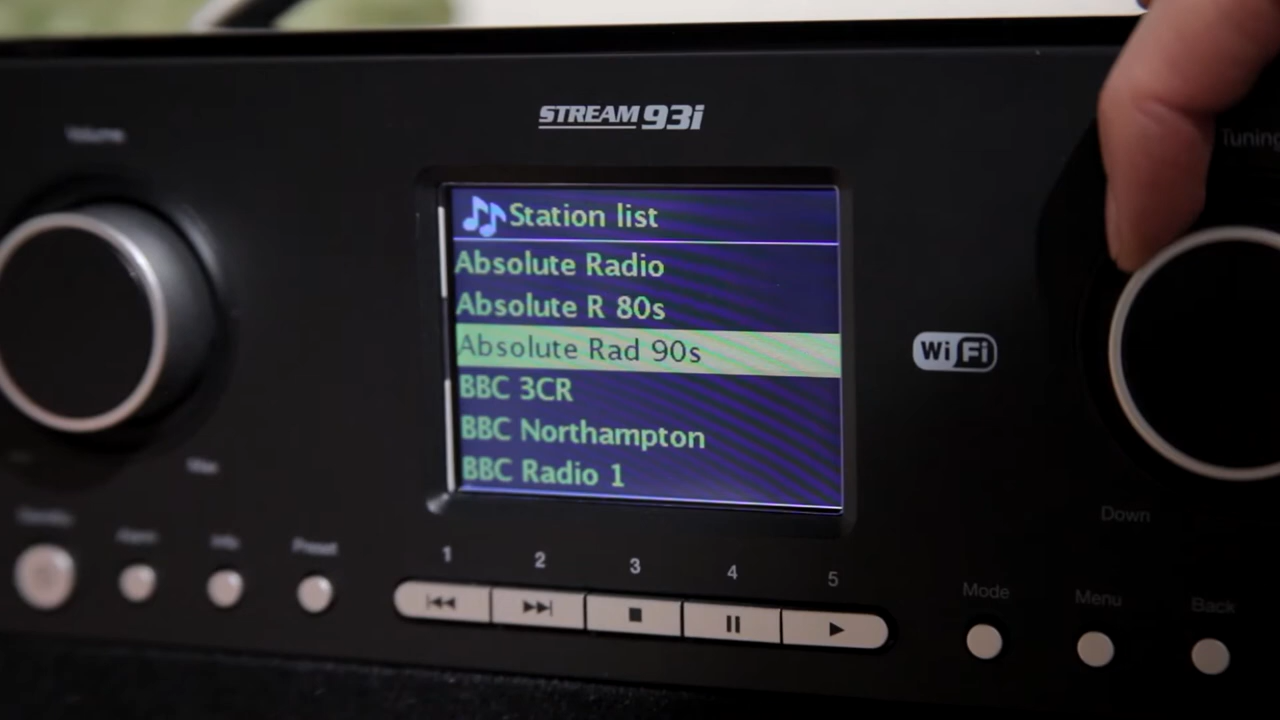 STREAM 93i
Volume
Tuning
Station list
Absolute Radio
Absolute R 80s
Absolute Rad 90s
BBC 3CR
BBC Northampton
BBC Radio 1
Wi Fi
Down
Info
Preset
1 2 3 4 5
Mode Menu Back